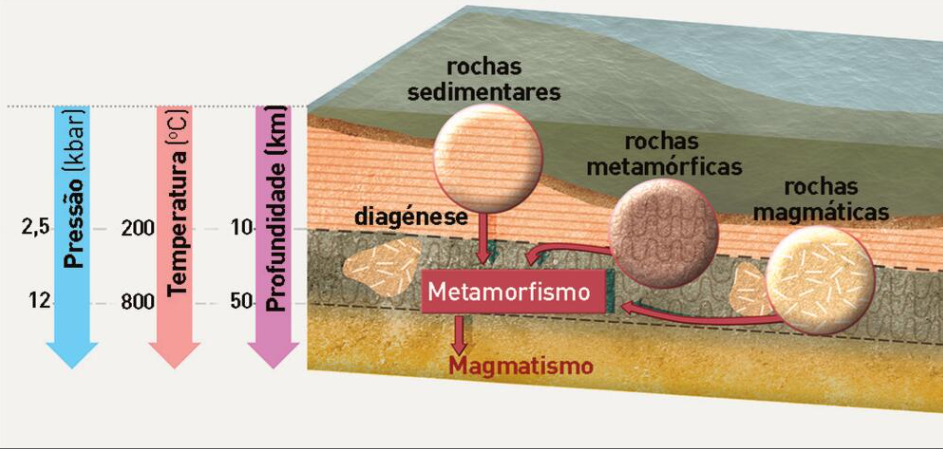 rochas
sedimentares
rochas
metamórficas
rochas
magmáticas
diagénese
Pressão (kbar)
Temperatura (ºC)
Profundidade (km)
2,5
200
10
12
800
50
Metamorfismo
Magmatismo